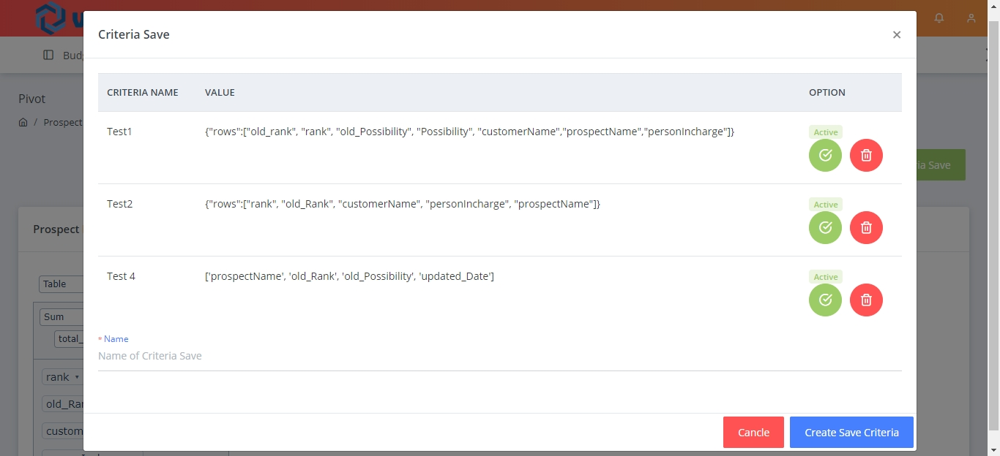 Criteria Save
×
Pivot
/ Prospect
CRITERIA NAME VALUE OPTION
Test1 {"rows":["old_rank", "rank", "old_Possibility", "Possibility", "customerName","prospectName","personIncharge"]} Active
ia Save
Test2 {"rows":["rank", "old_Rank", "customerName", "personIncharge", "prospectName"]} Active
Prospect
Test 4 ['prospectName', 'old_Rank', 'old_Possibility', 'updated_Date'] Active
Table
Sum
total_
* Name
Name of Criteria Save
rank
old_Ran
custom
Cancle Create Save Criteria